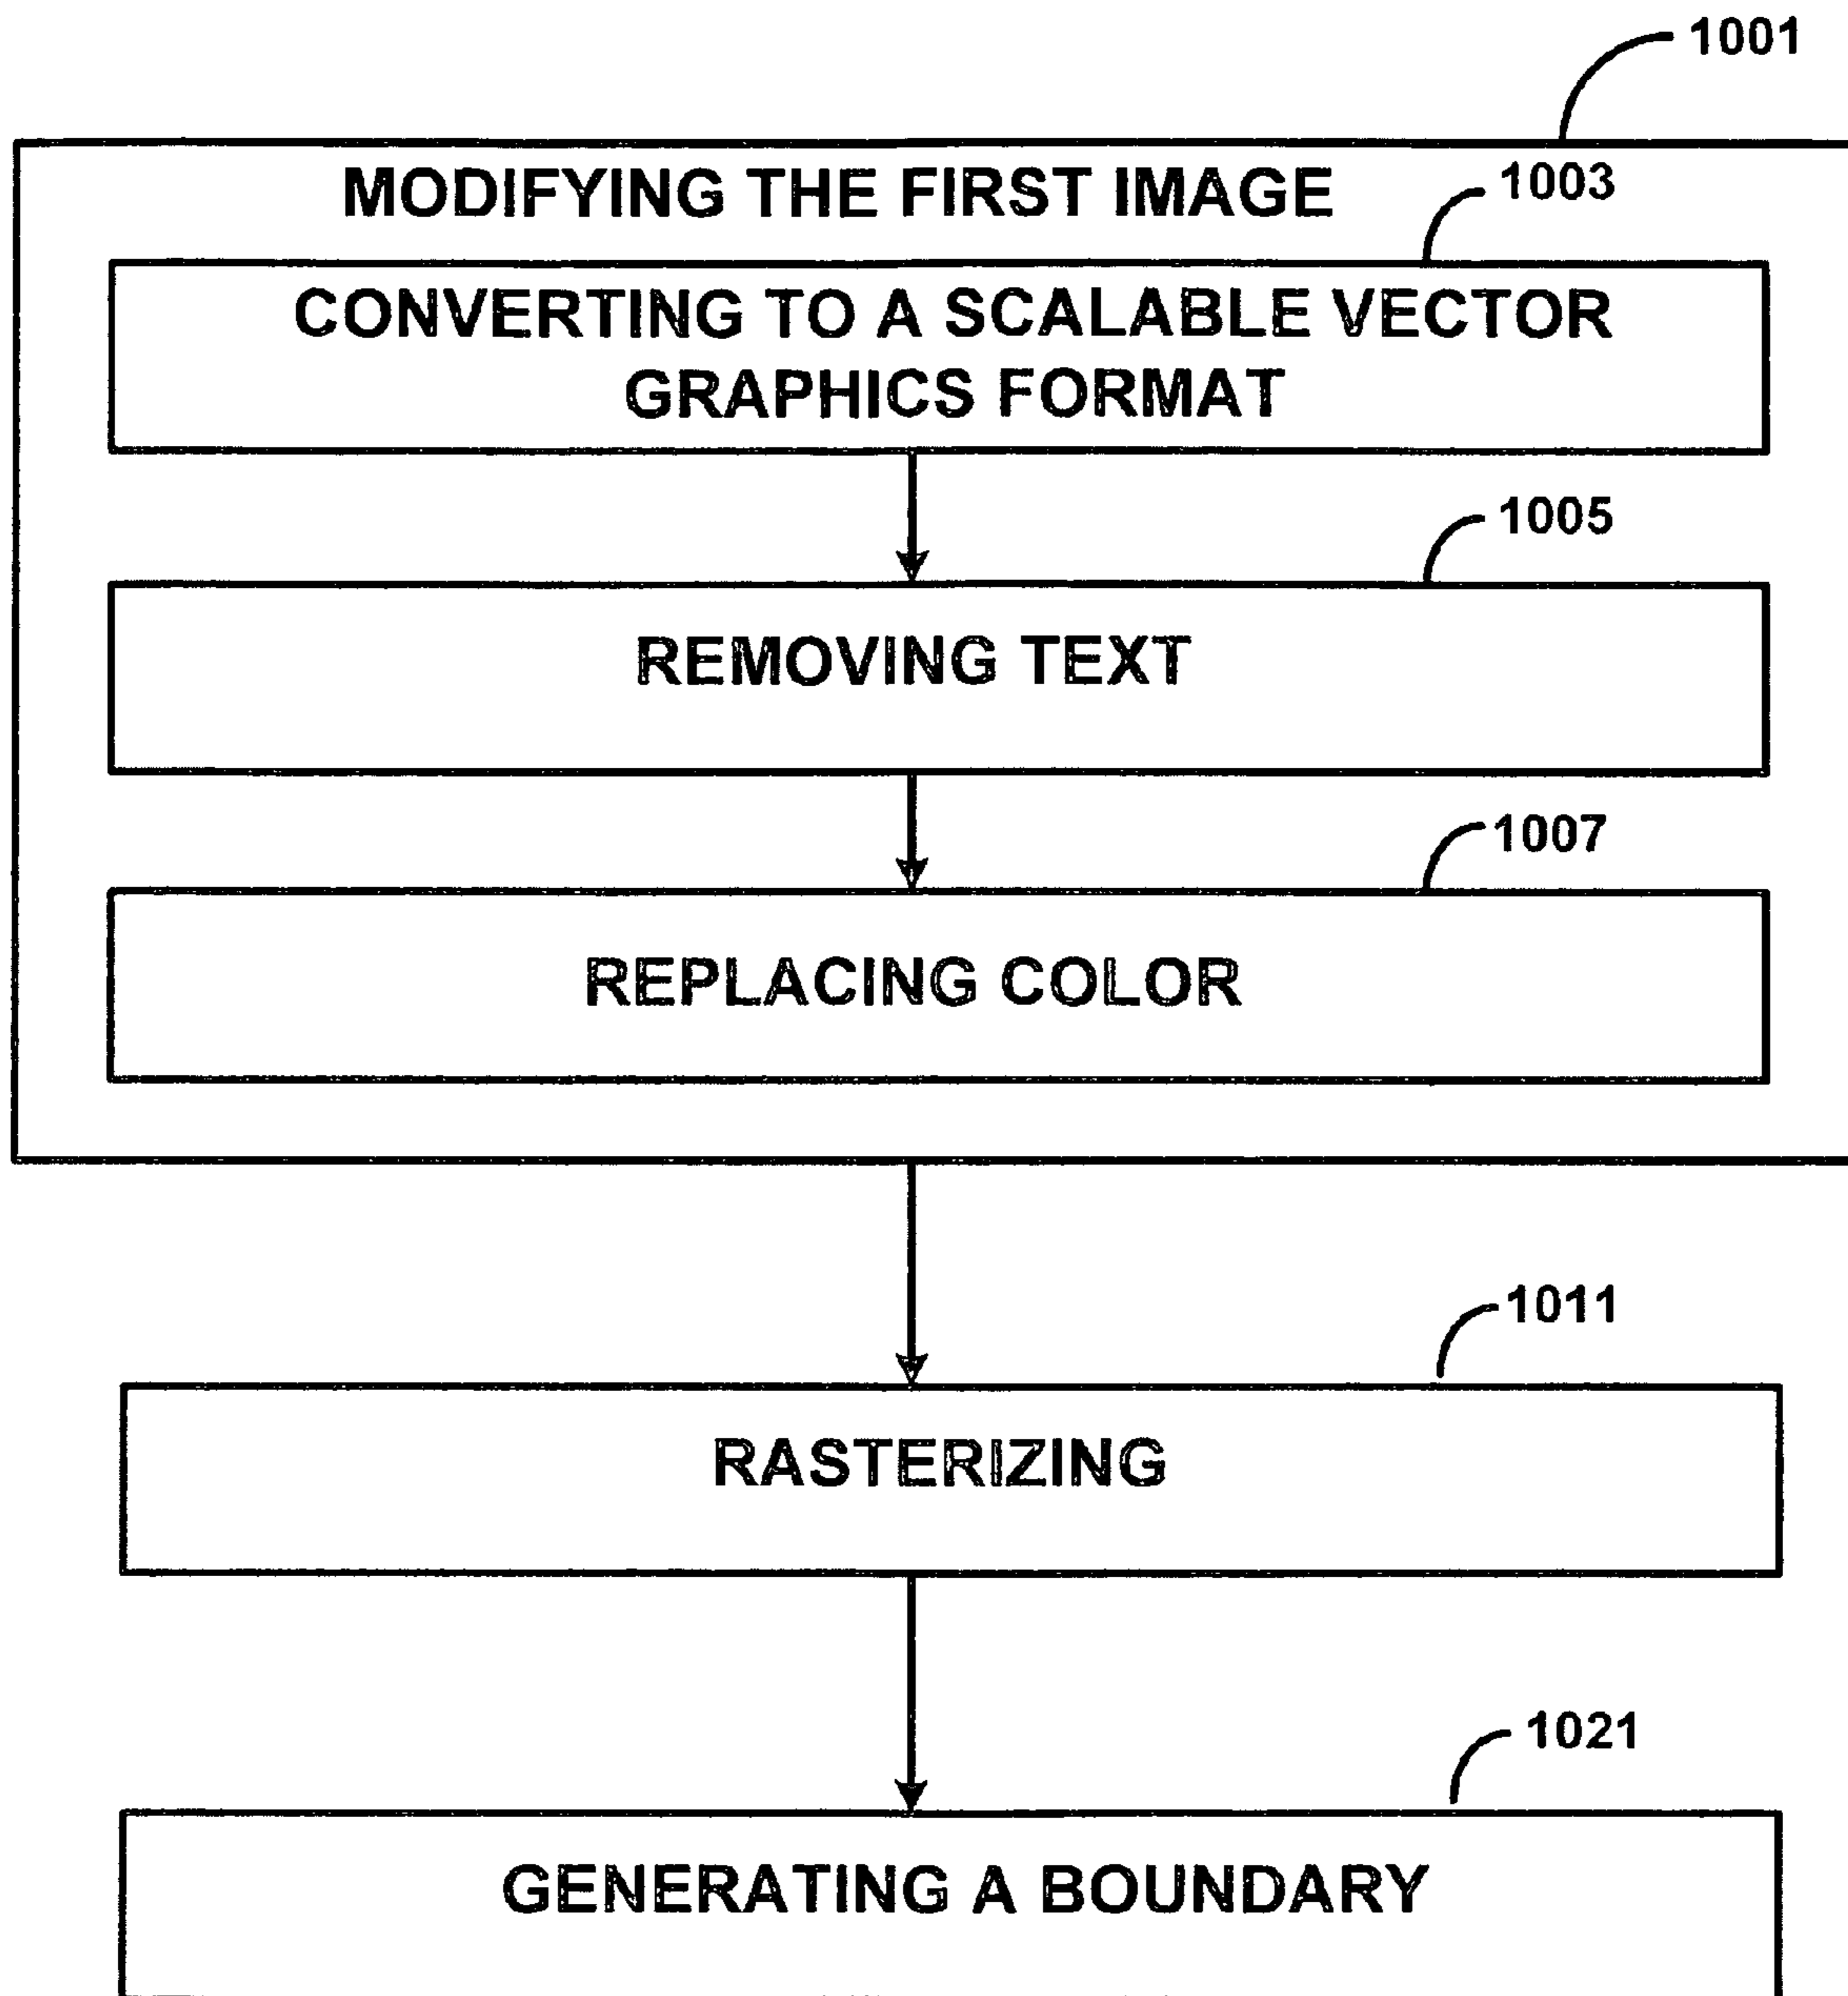 1001
MODIFYING THE FIRST IMAGE
1003
CONVERTING TO A SCALABLE VECTOR
GRAPHICS FORMAT
1005
REMOVING TEXT
1007
REPLACING COLOR
1011
RASTERIZING
1021
GENERATING A BOUNDARY